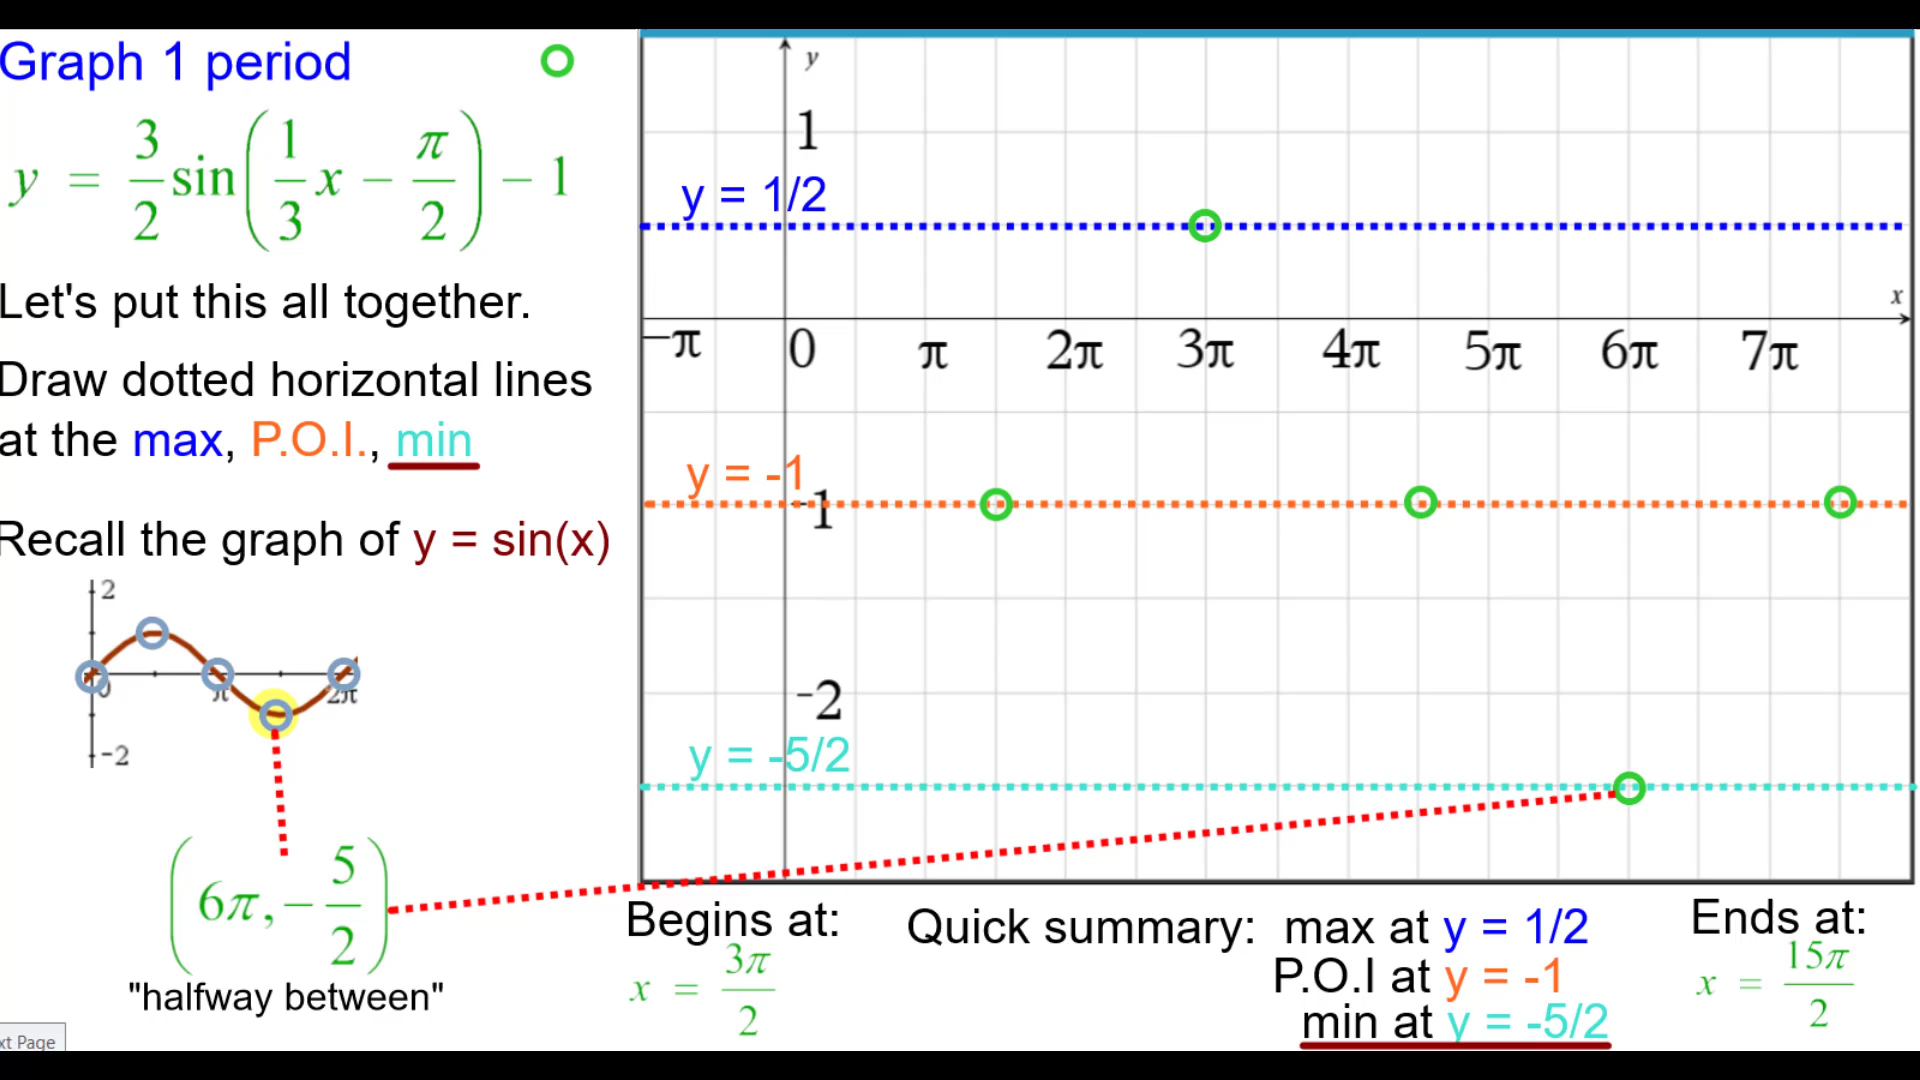 Graph 1 period
y = 3/2 sin(1/3 x − π/2) − 1
Let's put this all together.
Draw dotted horizontal lines
at the max, P.O.I., min
Recall the graph of y = sin(x)
2
0 π 2π
-2
(6π, −5/2)
"halfway between"
xt Page
y
1
y = 1/2
x
−π 0 π 2π 3π 4π 5π 6π 7π
y = -1
-1
-2
y = -5/2
Begins at:
x = 3π/2
Quick summary: max at y = 1/2
P.O.I at y = -1
min at y = -5/2
Ends at:
x = 15π/2